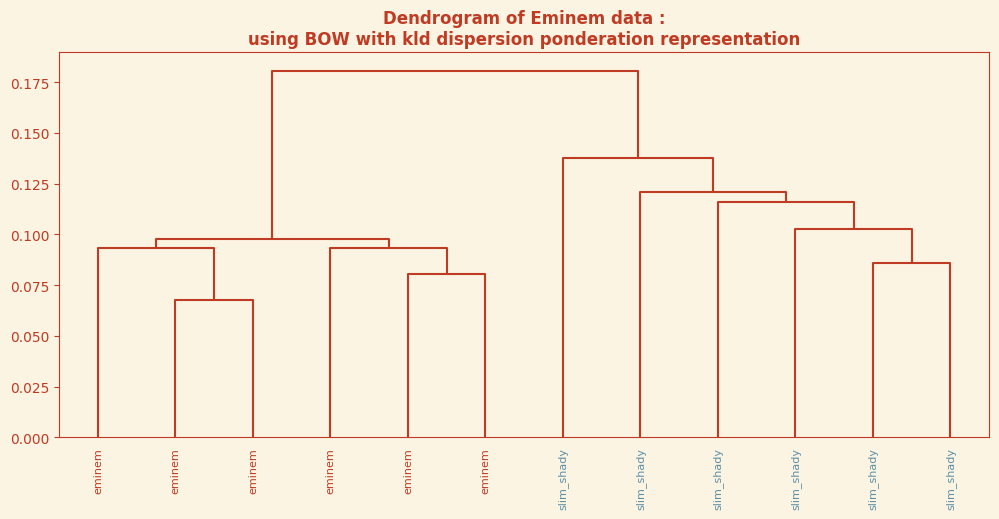 Dendrogram of Eminem data :
using BOW with kld dispersion ponderation representation
0.175
0.150
0.125
0.100
0.075
0.050
0.025
0.000
eminem
eminem
eminem
eminem
eminem
eminem
slim_shady
slim_shady
slim_shady
slim_shady
slim_shady
slim_shady